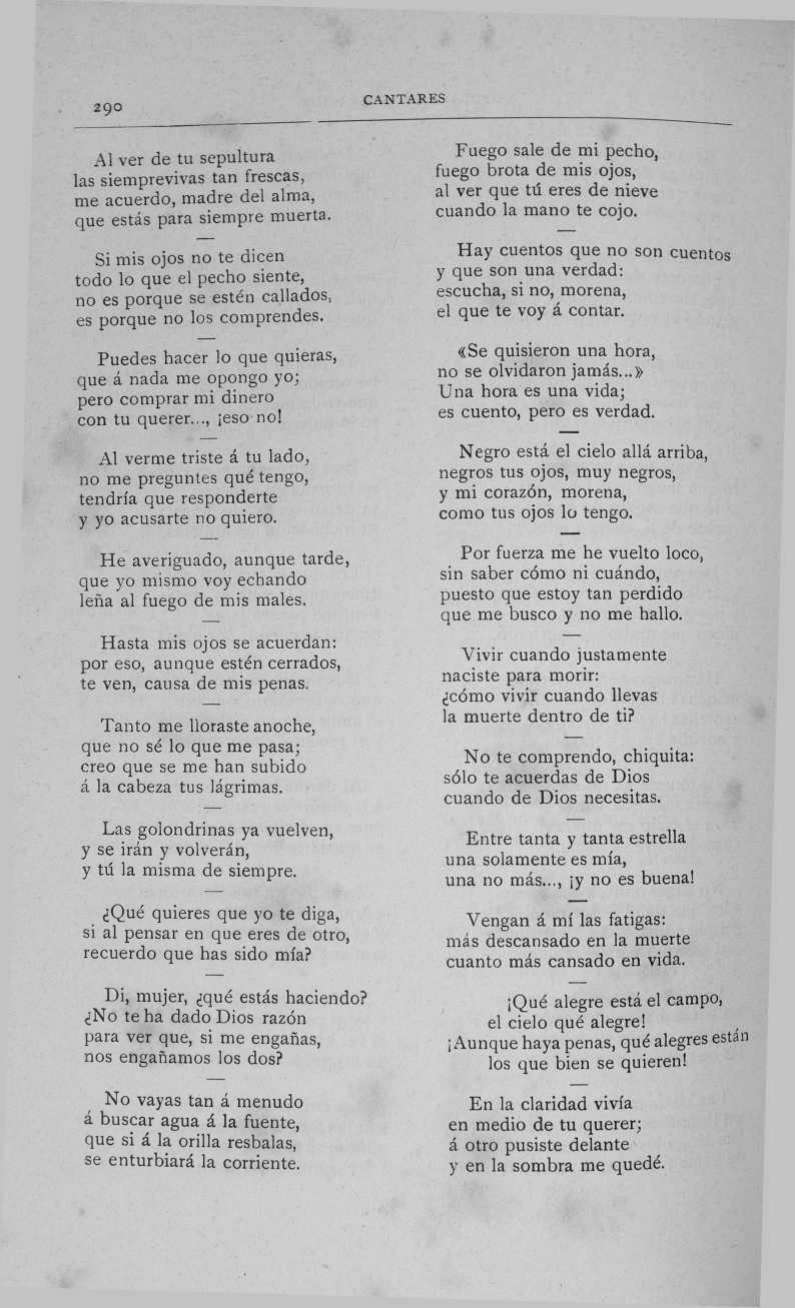 290
CANTARES
Al ver de tu sepultura
las siemprevivas tan frescas,
me acuerdo, madre del alma,
que estás para siempre muerta.
Si mis ojos no te dicen
todo lo que el pecho siente,
no es porque se estén callados,
es porque no los comprendes.
Puedes hacer lo que quieras,
que á nada me opongo yo;
pero comprar mi dinero
con tu querer..., ¡eso no!
Al verme triste á tu lado,
no me preguntes qué tengo,
tendría que responderte
y yo acusarte no quiero.
He averiguado, aunque tarde,
que yo mismo voy echando
leña al fuego de mis males.
Hasta mis ojos se acuerdan:
por eso, aunque estén cerrados,
te ven, causa de mis penas.
Tanto me lloraste anoche,
que no sé lo que me pasa;
creo que se me han subido
á la cabeza tus lágrimas.
Las golondrinas ya vuelven,
y se irán y volverán,
y tú la misma de siempre.
¿Qué quieres que yo te diga,
si al pensar en que eres de otro,
recuerdo que has sido mía?
Di, mujer, ¿qué estás haciendo?
¿No te ha dado Dios razón
para ver que, si me engañas,
nos engañamos los dos?
No vayas tan á menudo
á buscar agua á la fuente,
que si á la orilla resbalas,
se enturbiará la corriente.
Fuego sale de mi pecho,
fuego brota de mis ojos,
al ver que tú eres de nieve
cuando la mano te cojo.
Hay cuentos que no son cuentos
y que son una verdad:
escucha, si no, morena,
el que te voy á contar.
«Se quisieron una hora,
no se olvidaron jamás...»
Una hora es una vida;
es cuento, pero es verdad.
Negro está el cielo allá arriba,
negros tus ojos, muy negros,
y mi corazón, morena,
como tus ojos lo tengo.
Por fuerza me he vuelto loco,
sin saber cómo ni cuándo,
puesto que estoy tan perdido
que me busco y no me hallo.
Vivir cuando justamente
naciste para morir:
¿cómo vivir cuando llevas
la muerte dentro de ti?
No te comprendo, chiquita:
sólo te acuerdas de Dios
cuando de Dios necesitas.
Entre tanta y tanta estrella
una solamente es mía,
una no más..., ¡y no es buena!
Vengan á mí las fatigas:
más descansado en la muerte
cuanto más cansado en vida.
¡Qué alegre está el campo,
el cielo qué alegre!
¡Aunque haya penas, qué alegres están
los que bien se quieren!
En la claridad vivía
en medio de tu querer;
á otro pusiste delante
y en la sombra me quedé.